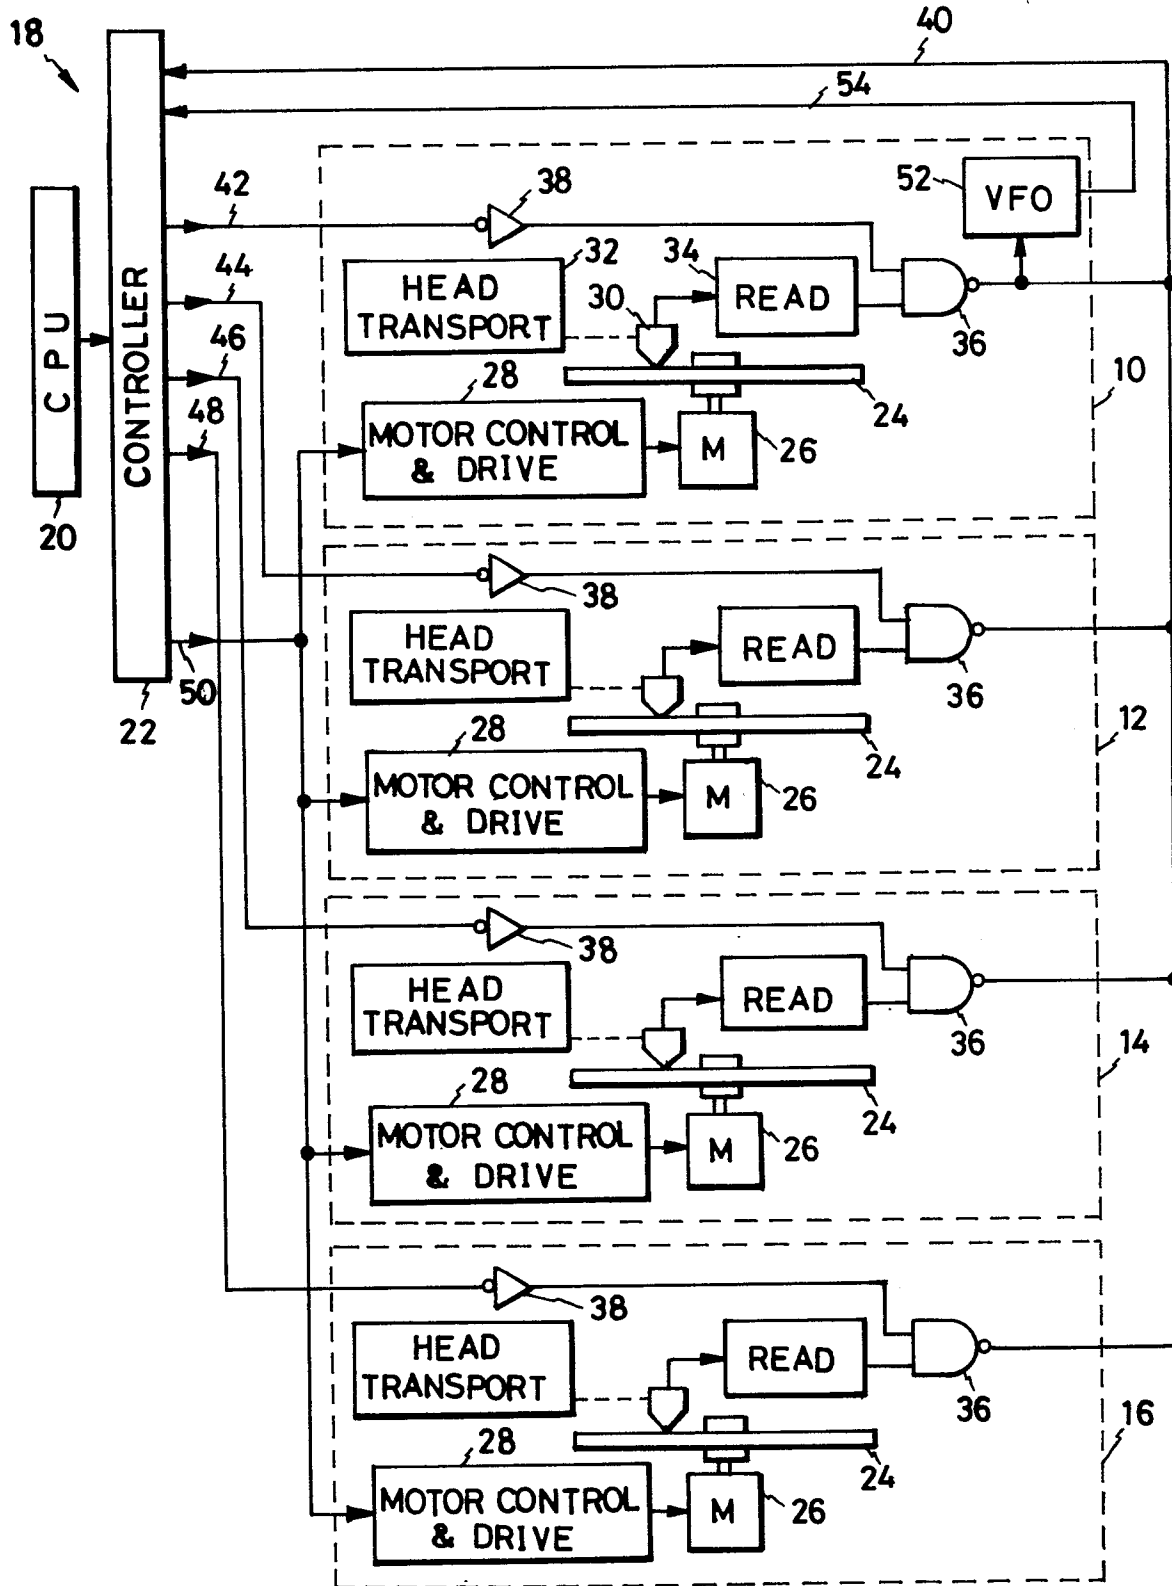 18
40
54
42
38
52
VFO
44
32
34
HEAD
TRANSPORT
30
READ
36
46
CPU
CONTROLLER
10
28
24
48
MOTOR CONTROL
& DRIVE
M
26
20
38
HEAD
TRANSPORT
READ
36
50
22
28
12
24
MOTOR CONTROL
& DRIVE
M
26
38
HEAD
TRANSPORT
READ
36
14
28
24
MOTOR CONTROL
& DRIVE
M
26
38
HEAD
TRANSPORT
READ
36
16
28
24
MOTOR CONTROL
& DRIVE
M
26